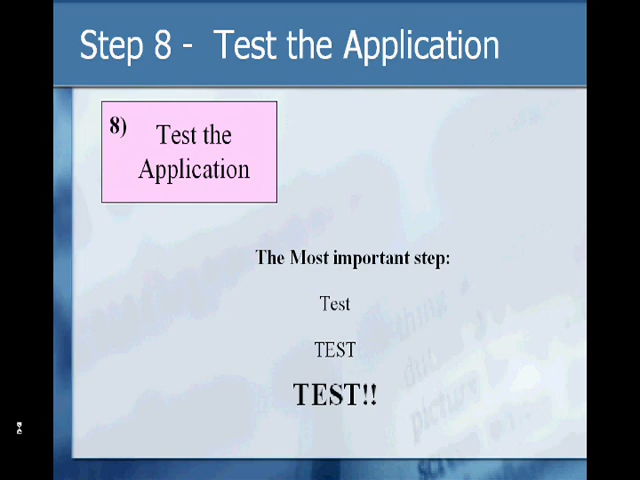 Step 8 - Test the Application
8)
Test the
Application
The Most important step:
Test
TEST
TEST!!